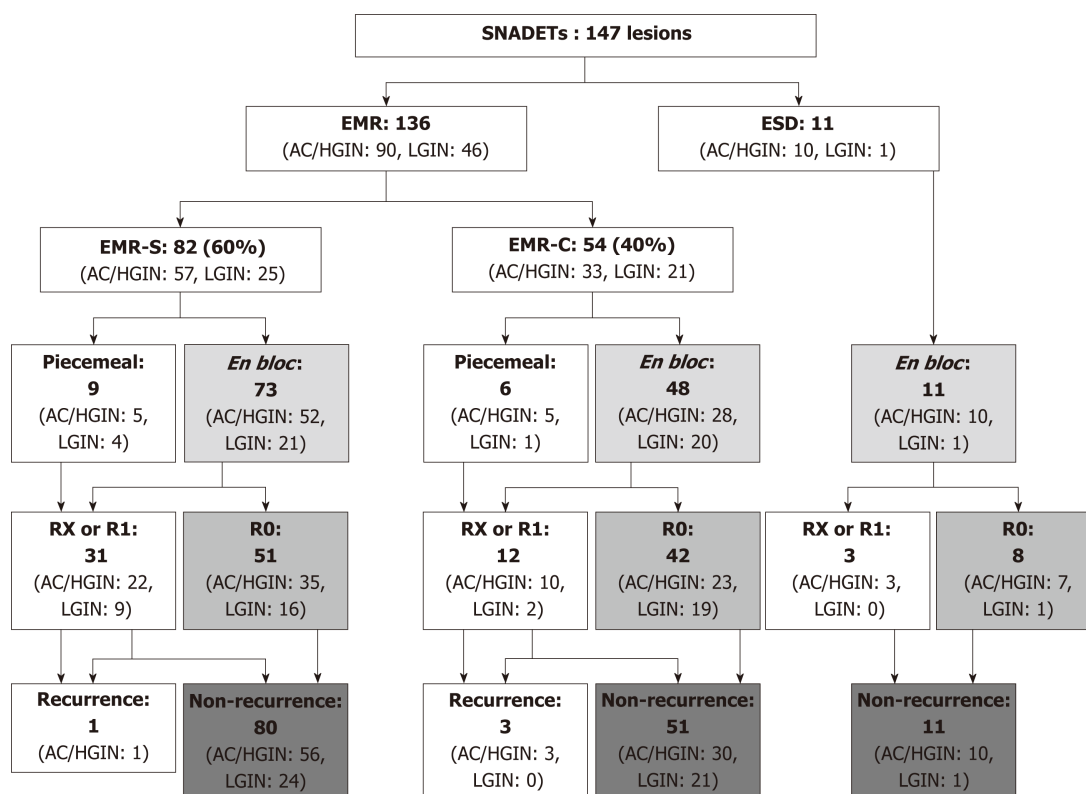 SNADETs : 147 lesions
EMR: 136
(AC/HGIN: 90, LGIN: 46)
ESD: 11
(AC/HGIN: 10, LGIN: 1)
EMR-S: 82 (60%)
(AC/HGIN: 57, LGIN: 25)
EMR-C: 54 (40%)
(AC/HGIN: 33, LGIN: 21)
Piecemeal:
9
(AC/HGIN: 5,
LGIN: 4)
En bloc:
73
(AC/HGIN: 52,
LGIN: 21)
Piecemeal:
6
(AC/HGIN: 5,
LGIN: 1)
En bloc:
48
(AC/HGIN: 28,
LGIN: 20)
En bloc:
11
(AC/HGIN: 10,
LGIN: 1)
RX or R1:
31
(AC/HGIN: 22,
LGIN: 9)
R0:
51
(AC/HGIN: 35,
LGIN: 16)
RX or R1:
12
(AC/HGIN: 10,
LGIN: 2)
R0:
42
(AC/HGIN: 23,
LGIN: 19)
RX or R1:
3
(AC/HGIN: 3,
LGIN: 0)
R0:
8
(AC/HGIN: 7,
LGIN: 1)
Recurrence:
1
(AC/HGIN: 1)
Non-recurrence:
80
(AC/HGIN: 56,
LGIN: 24)
Recurrence:
3
(AC/HGIN: 3,
LGIN: 0)
Non-recurrence:
51
(AC/HGIN: 30,
LGIN: 21)
Non-recurrence:
11
(AC/HGIN: 10,
LGIN: 1)